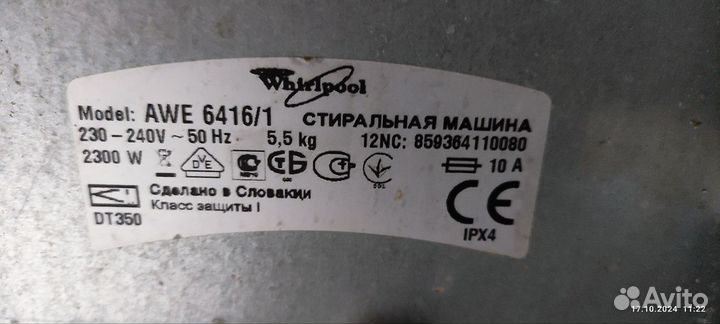 Whirlpool
Model: AWE 6416/1 СТИРАЛЬНАЯ МАШИНА
230-240V ~ 50 Hz 5,5 kg 12NC: 859364110080
2300 W 10 A
Сделано в Словакии
Класс защиты I
DT350
CE
IPX4
Avito
17.10.2024 11:22